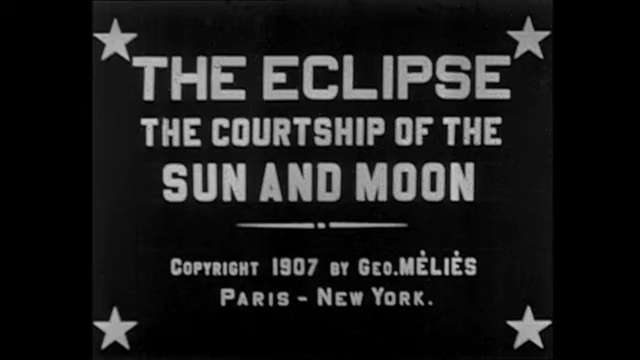 THE ECLIPSE
THE COURTSHIP OF THE
SUN AND MOON
COPYRIGHT 1907 BY GEO. MÈLIÈS
PARIS – NEW YORK.